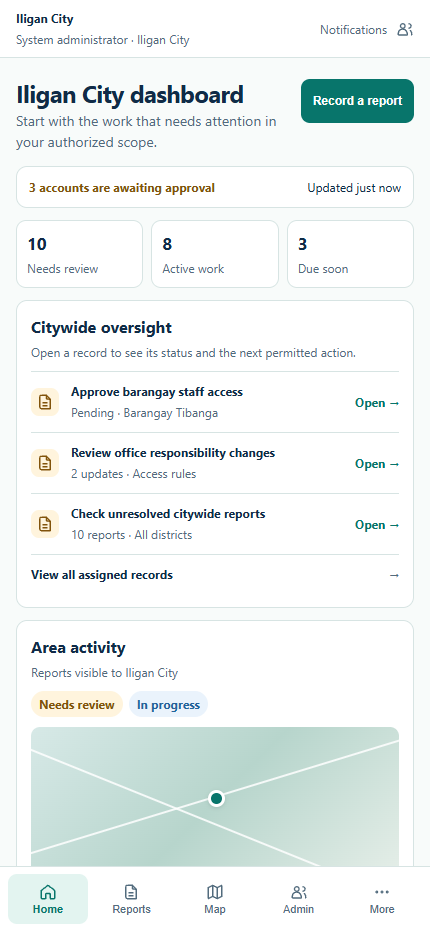 Iligan City
System administrator · Iligan City
Notifications
Iligan City dashboard
Start with the work that needs attention in
your authorized scope.
Record a report
3 accounts are awaiting approval
Updated just now
10
Needs review
8
Active work
3
Due soon
Citywide oversight
Open a record to see its status and the next permitted action.
Approve barangay staff access
Pending · Barangay Tibanga
Open →
Review office responsibility changes
2 updates · Access rules
Open →
Check unresolved citywide reports
10 reports · All districts
Open →
View all assigned records →
Area activity
Reports visible to Iligan City
Needs review
In progress
Home
Reports
Map
Admin
More